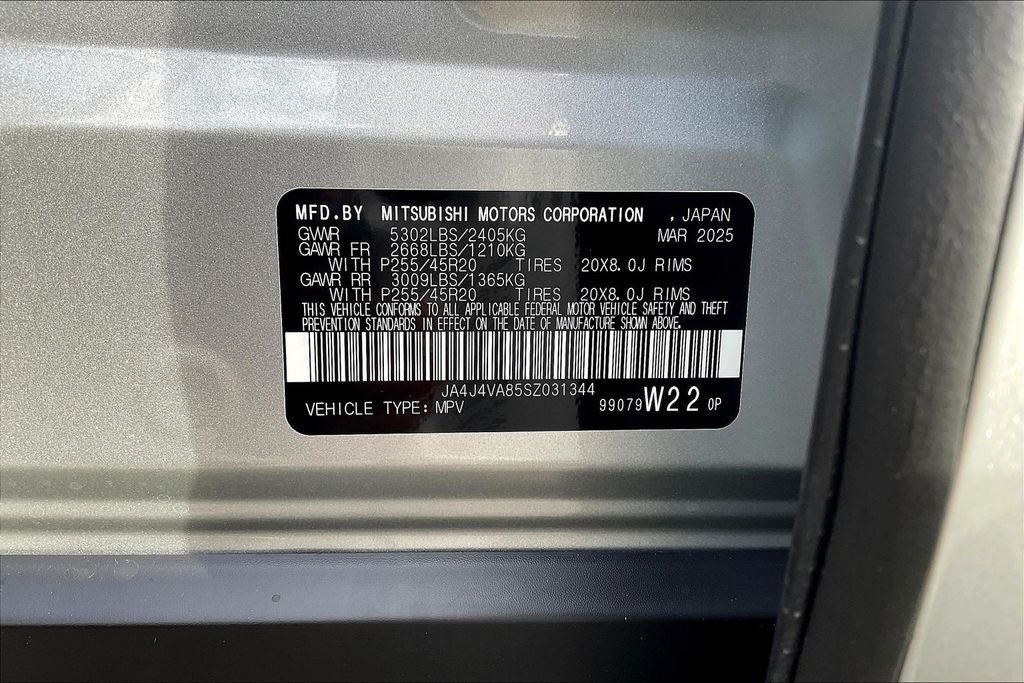 MFD.BY MITSUBISHI MOTORS CORPORATION , JAPAN
GVWR 5302LBS/2405KG MAR 2025
GAWR FR 2668LBS/1210KG
WITH P255/45R20 TIRES 20X8.0J RIMS
GAWR RR 3009LBS/1365KG
WITH P255/45R20 TIRES 20X8.0J RIMS
THIS VEHICLE CONFORMS TO ALL APPLICABLE FEDERAL MOTOR VEHICLE SAFETY AND THEFT
PREVENTION STANDARDS IN EFFECT ON THE DATE OF MANUFACTURE SHOWN ABOVE.
JA4J4VA85SZ031344
VEHICLE TYPE: MPV 99079 W22 0P